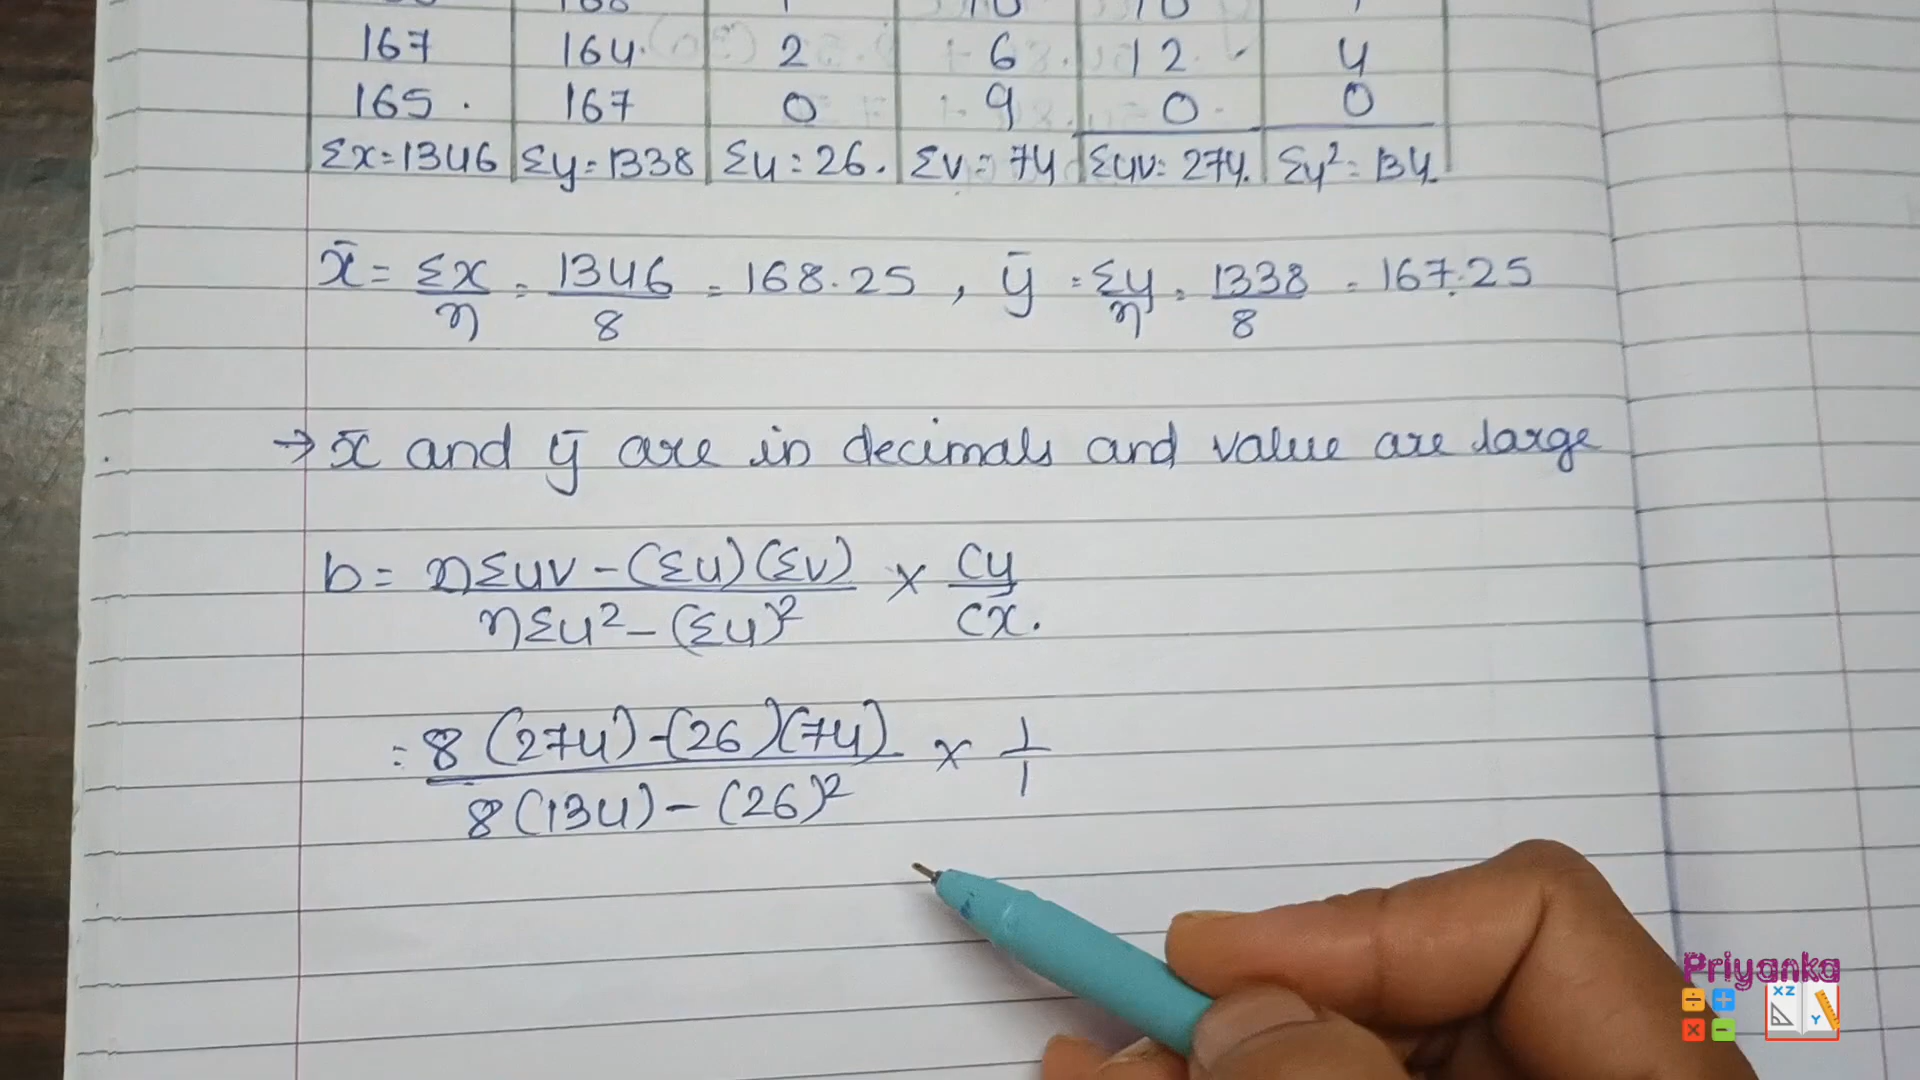 167 164 2 6 12 4
165 167 0 9 0 0
Σx=1346 Σy=1338 Σu=26. Σv=74 Σuv=274. Σu²=134.
x̄ = Σx/n = 1346/8 = 168.25, ȳ = Σy/n = 1338/8 = 167.25
→ x̄ and ȳ are in decimals and value are large
b = nΣuv-(Σu)(Σv)/nΣu²-(Σu)² × Cy/Cx.
= 8(274)-(26)(74)/8(134)-(26)² × 1/1
Priyanka
XZ
Y